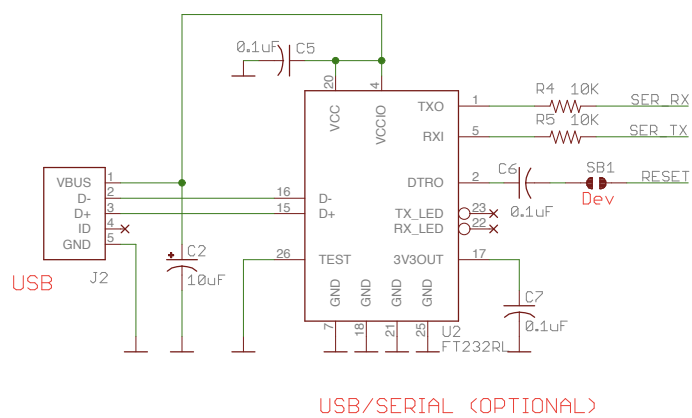 0.1uF C5
20
4
VCC
VCCIO
TXO 1 R4 10K SER_RX
RXI 5 R5 10K SER_TX
DTRO 2 C6 0.1uF SB1 Dev RESET
VBUS 1
D- 2
D+ 3
ID 4
GND 5
J2
USB
16 D-
15 D+
TX_LED 23
RX_LED 22
C2
10uF
26 TEST
3V3OUT 17
C7
0.1uF
GND GND GND GND
7 18 21 25
U2
FT232RL
USB/SERIAL (OPTIONAL)